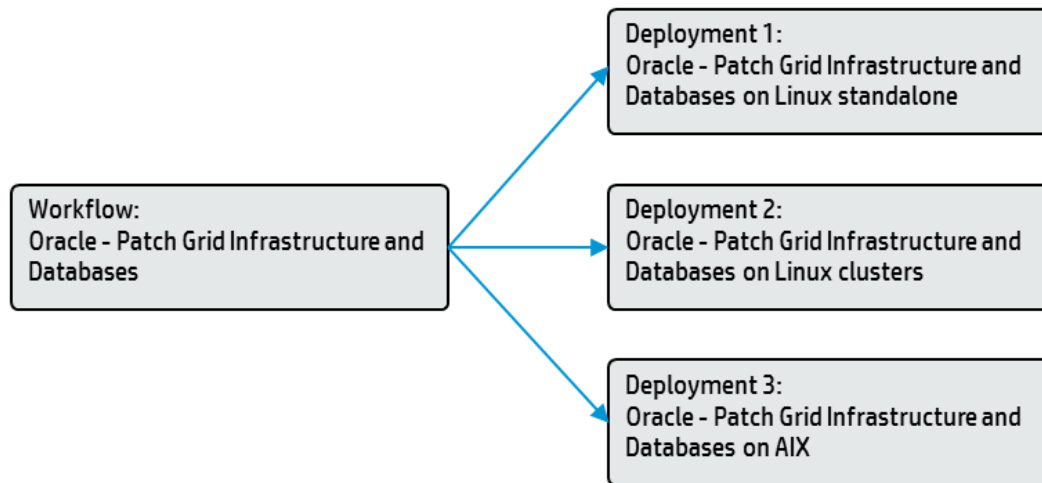 Deployment 1:
Oracle - Patch Grid Infrastructure and
Databases on Linux standalone
Workflow:
Oracle - Patch Grid Infrastructure and
Databases
Deployment 2:
Oracle - Patch Grid Infrastructure and
Databases on Linux clusters
Deployment 3:
Oracle - Patch Grid Infrastructure and
Databases on AIX